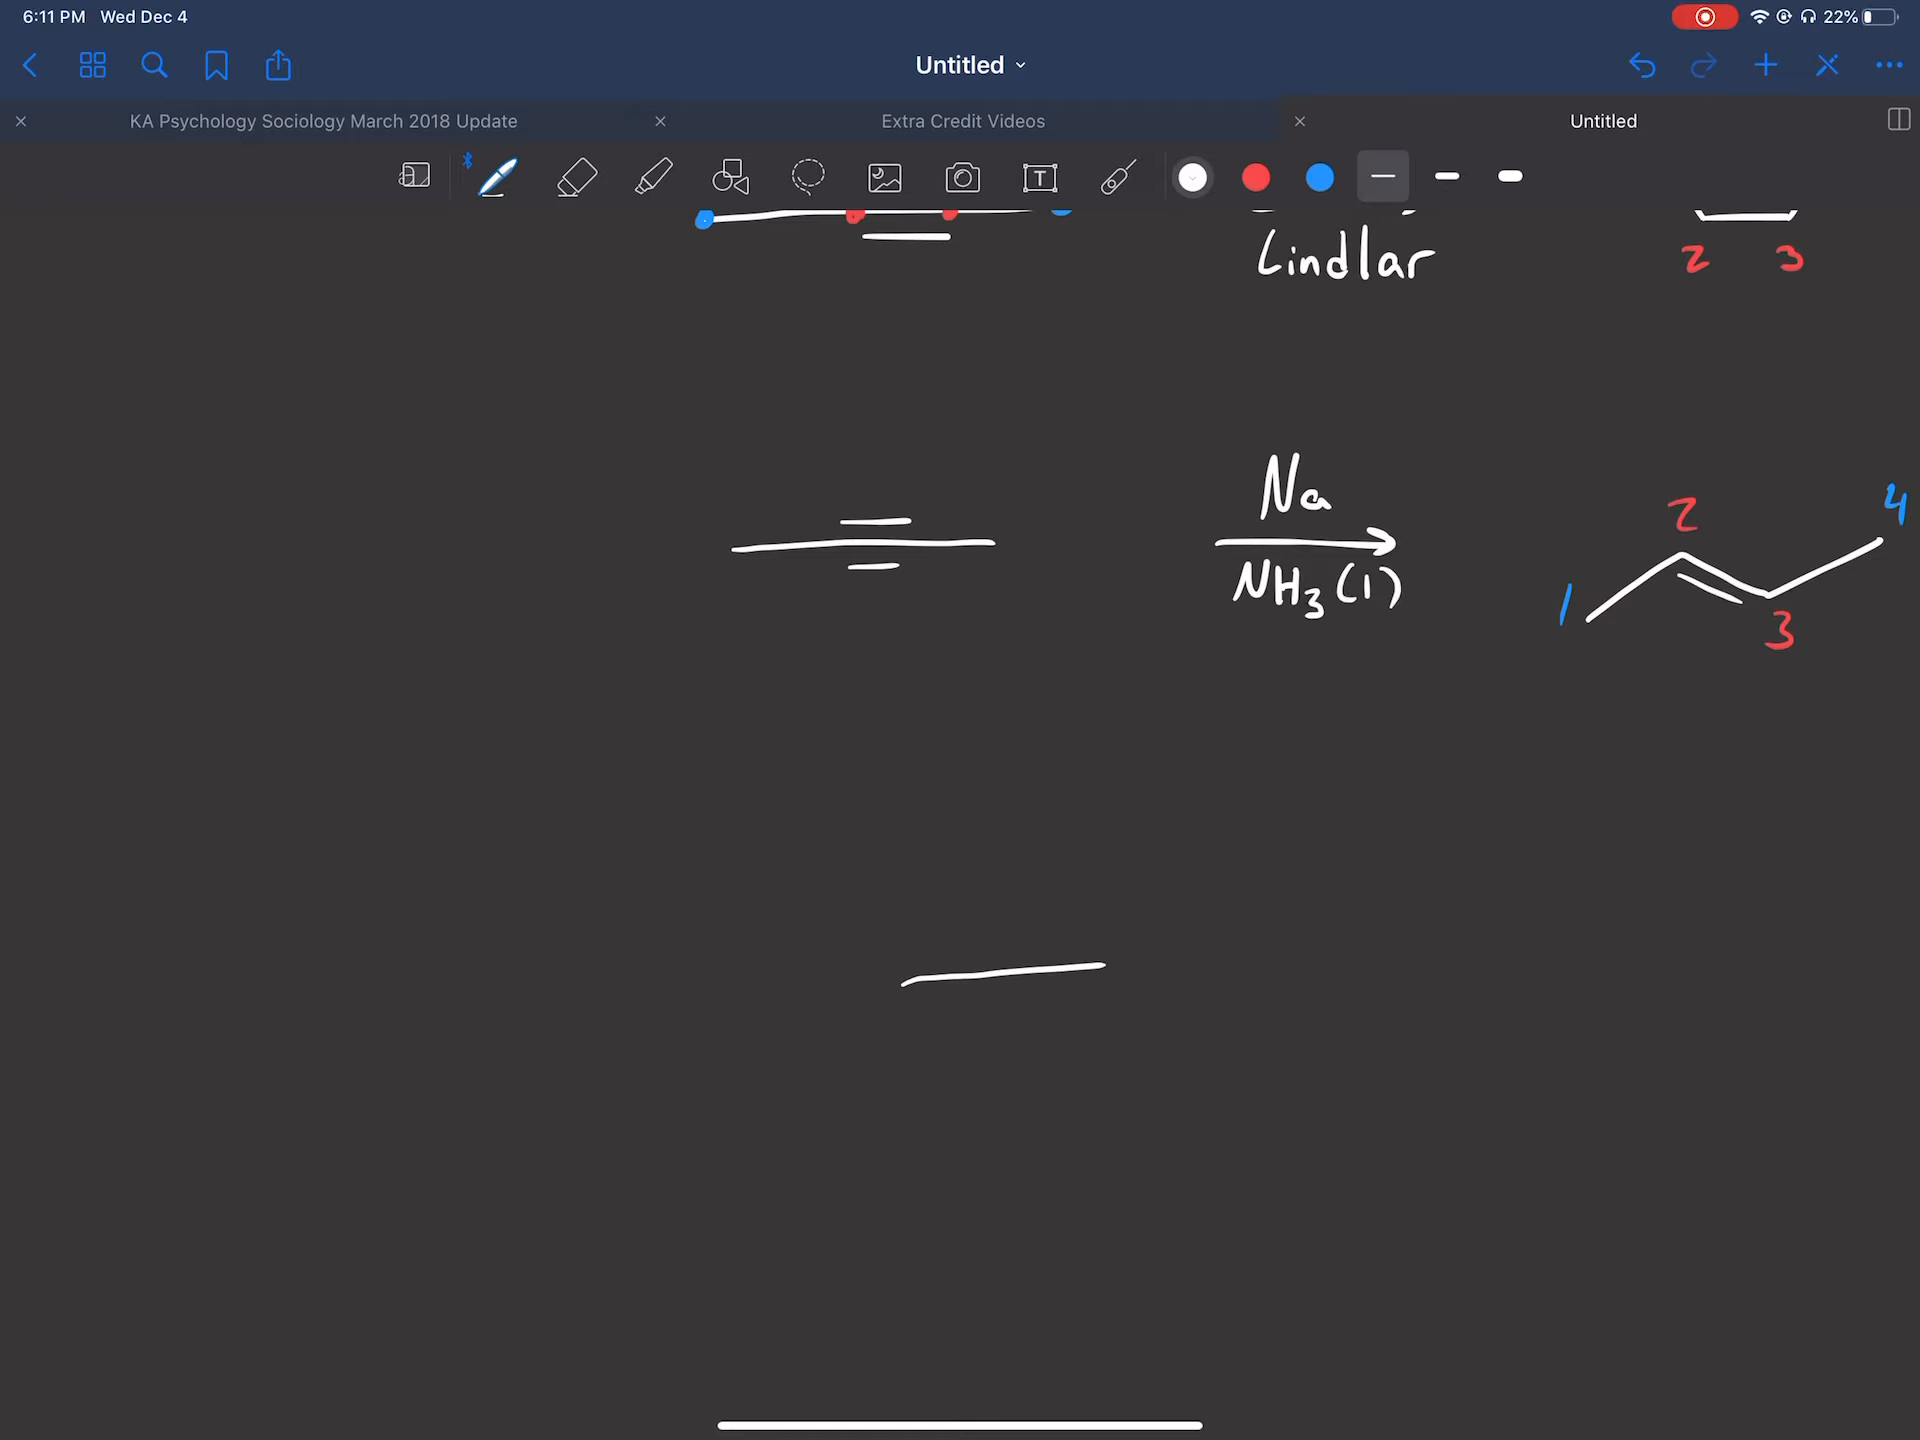 6:11 PM Wed Dec 4
22%
Untitled
KA Psychology Sociology March 2018 Update
Extra Credit Videos
Untitled
T
Lindlar
2 3
Na
NH₃(l)
1
2
3
4